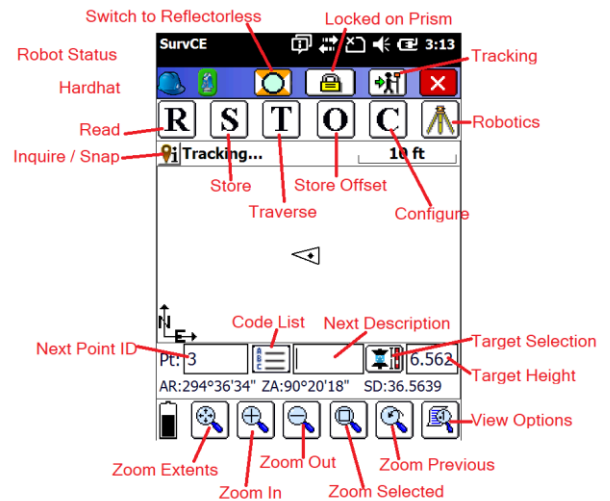 Switch to Reflectorless
Locked on Prism
Robot Status
SurvCE
3:13
Tracking
Hardhat
R S T O C
Read
Robotics
Inquire / Snap
Tracking...
10 ft
Store
Store Offset
Traverse
Configure
N
E
Code List
Next Description
Target Selection
Next Point ID
Pt: 3
A
B
C
6.562
Target Height
AR:294°36'34" ZA:90°20'18" SD:36.5639
View Options
Zoom Extents
Zoom Out
Zoom Previous
Zoom In
Zoom Selected